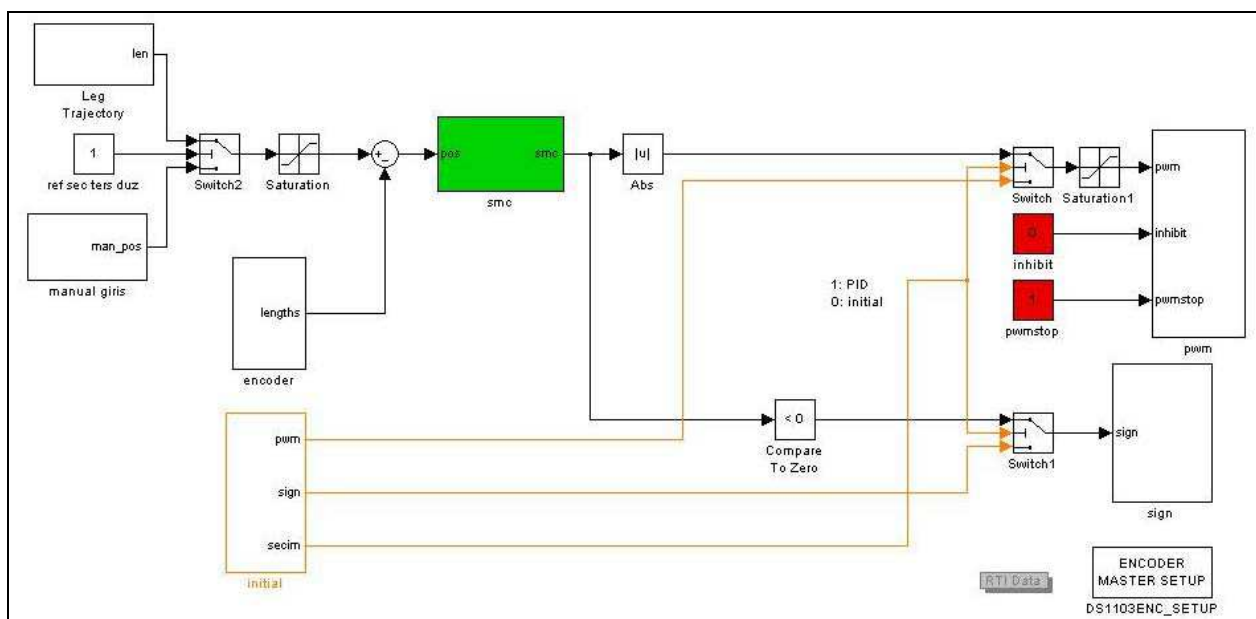 len
Leg
Trajectory
1
ref sec ters duz
Switch2
Saturation
+
-
pos
smc
smc
|u|
Abs
Switch
Saturation1
pwm
pwm
0
inhibit
inhibit
1
pwmstop
pwmstop
man_pos
manual giris
lengths
encoder
1: PID
0: initial
pwm
sign
secim
initial
< 0
Compare
To Zero
Switch1
sign
sign
RTI Data
ENCODER
MASTER SETUP
DS1103ENC_SETUP